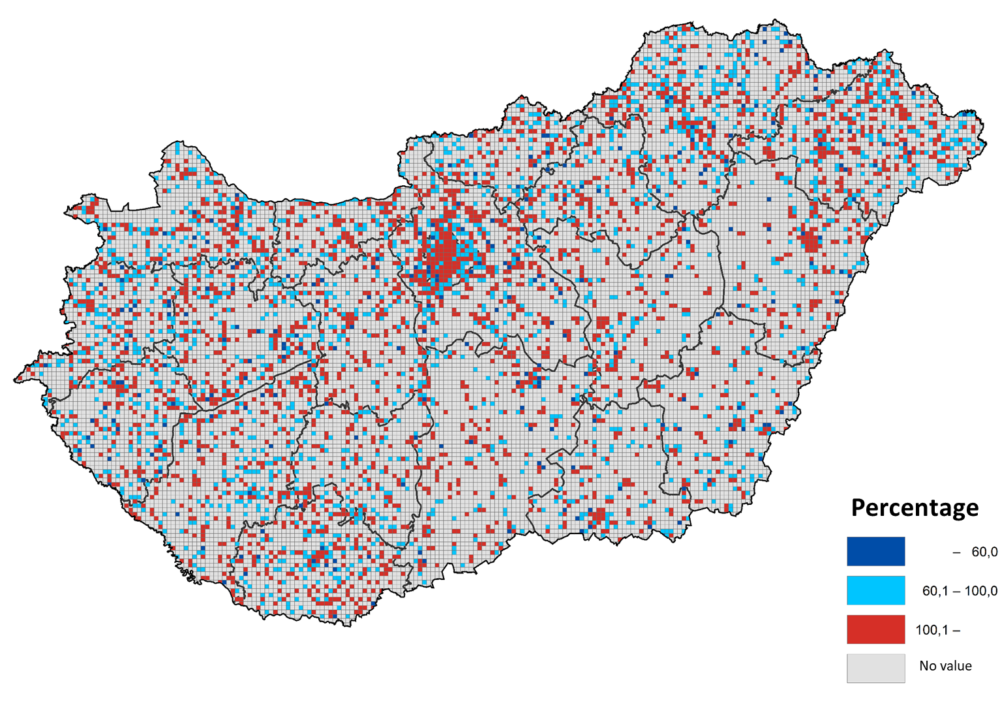 Percentage
– 60,0
60,1 – 100,0
100,1 –
No value